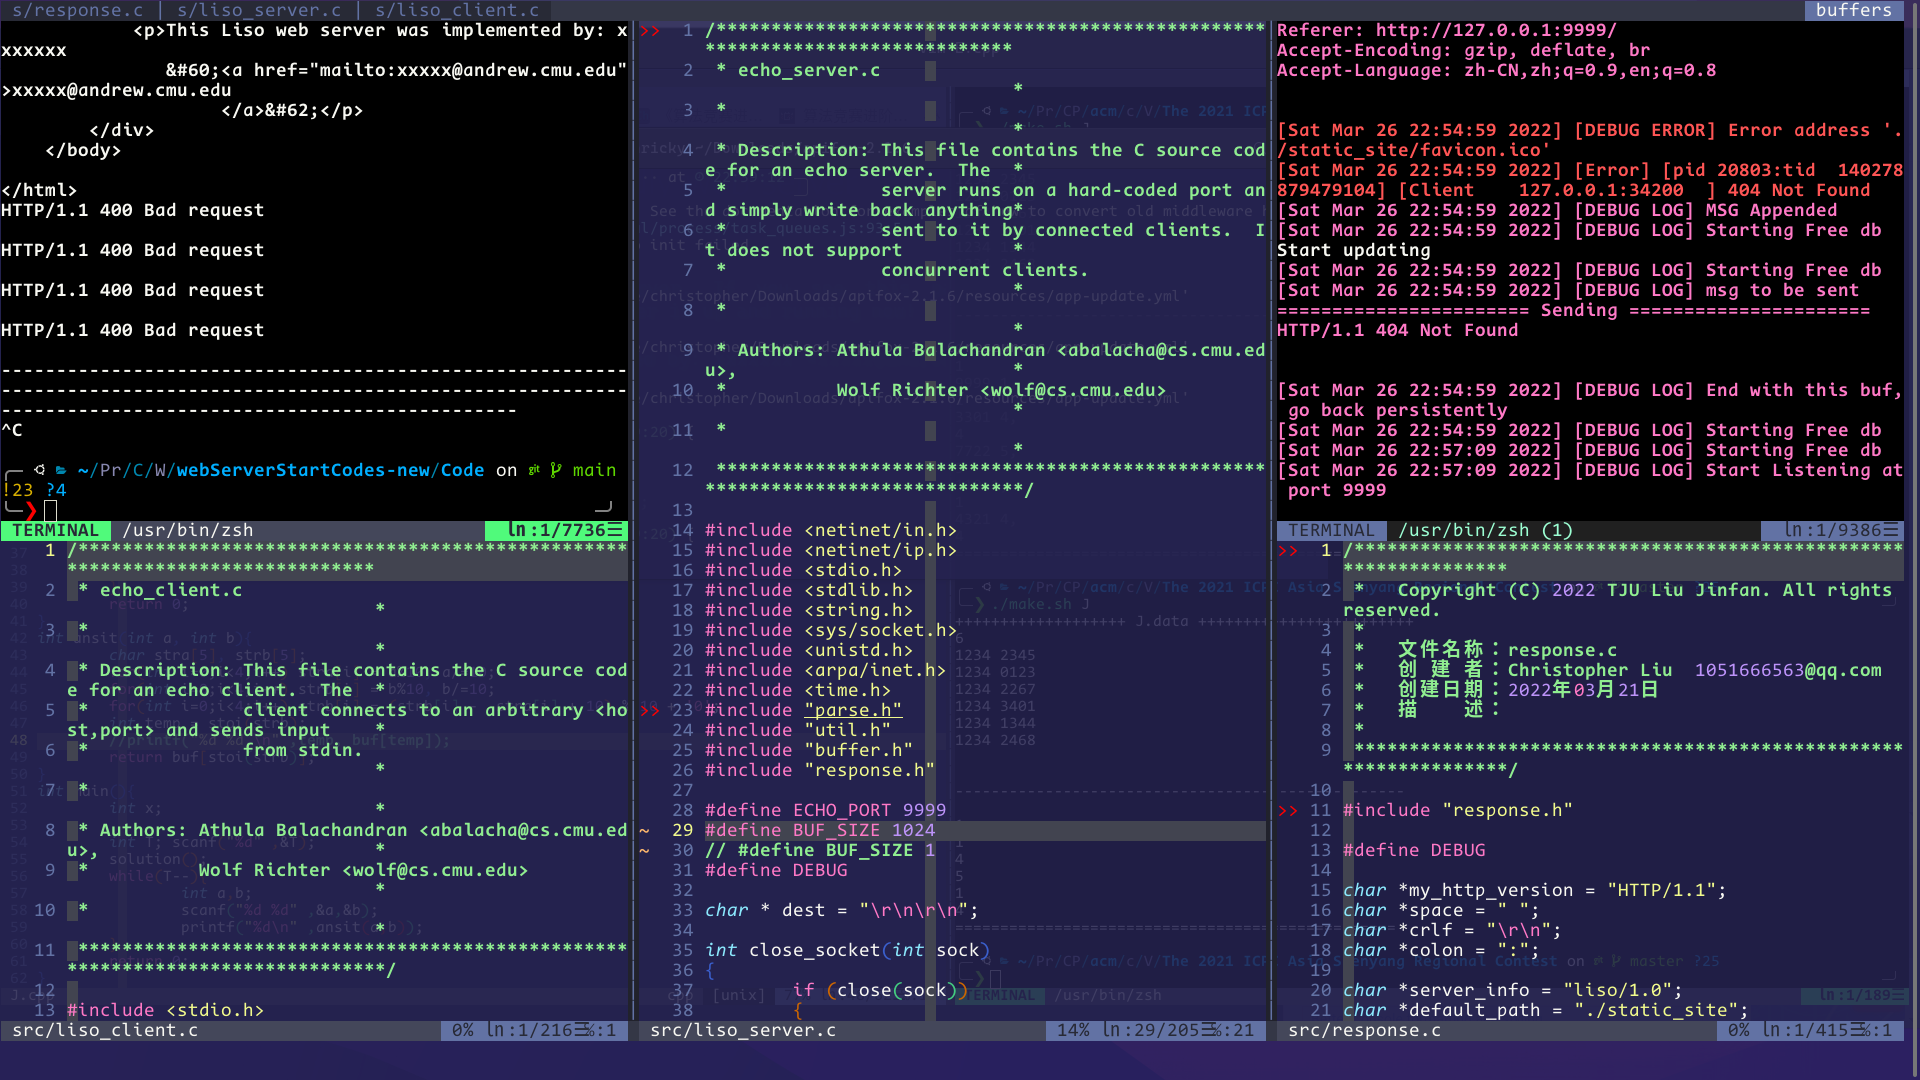 s/response.c | s/liso_server.c | s/liso_client.c
buffers
<p>This Liso web server was implemented by: x
xxxxxx
&#60;<a href="mailto:xxxxx@andrew.cmu.edu"
>xxxxx@andrew.cmu.edu
</a>&#62;</p>
</div>
</body>
</html>
HTTP/1.1 400 Bad request
HTTP/1.1 400 Bad request
HTTP/1.1 400 Bad request
HTTP/1.1 400 Bad request
---------------------------------------------------------
---------------------------------------------------------
-----------------------------------------------
^C
~/Pr/C/W/webServerStartCodes-new/Code on git main
!23 ?4
TERMINAL /usr/bin/zsh ln:1/7736
1 /**************************************************
****************************
2 * echo_client.c
*
3 *
*
4 * Description: This file contains the C source cod
e for an echo client.  The *
5 * client connects to an arbitrary <ho
st,port> and sends input *
6 * from stdin.
*
7 *
*
8 * Authors: Athula Balachandran <abalacha@cs.cmu.ed
u>, *
9 * Wolf Richter <wolf@cs.cmu.edu>
*
10 *
*
11 **************************************************
*****************************/
12
13 #include <stdio.h>
src/liso_client.c 0% ln:1/216 ℅:1
>> 1 /**************************************************
****************************
2 * echo_server.c
*
3 *
*
4 * Description: This file contains the C source cod
e for an echo server.  The *
5 * server runs on a hard-coded port an
d simply write back anything*
6 * sent to it by connected clients.  I
t does not support *
7 * concurrent clients.
*
8 *
*
9 * Authors: Athula Balachandran <abalacha@cs.cmu.ed
u>, *
10 * Wolf Richter <wolf@cs.cmu.edu>
*
11 *
*
12 **************************************************
*****************************/
13
14 #include <netinet/in.h>
15 #include <netinet/ip.h>
16 #include <stdio.h>
17 #include <stdlib.h>
18 #include <string.h>
19 #include <sys/socket.h>
20 #include <unistd.h>
21 #include <arpa/inet.h>
22 #include <time.h>
>> 23 #include "parse.h"
24 #include "util.h"
25 #include "buffer.h"
26 #include "response.h"
27
28 #define ECHO_PORT 9999
~ 29 #define BUF_SIZE 1024
~ 30 // #define BUF_SIZE 1
31 #define DEBUG
32
33 char * dest = "\r\n\r\n";
34
35 int close_socket(int sock)
36 {
37 if (close(sock))
38 {
src/liso_server.c 14% ln:29/205 ℅:21
Referer: http://127.0.0.1:9999/
Accept-Encoding: gzip, deflate, br
Accept-Language: zh-CN,zh;q=0.9,en;q=0.8
[Sat Mar 26 22:54:59 2022] [DEBUG ERROR] Error address '.
/static_site/favicon.ico'
[Sat Mar 26 22:54:59 2022] [Error] [pid 20803:tid  140278
879479104] [Client    127.0.0.1:34200  ] 404 Not Found
[Sat Mar 26 22:54:59 2022] [DEBUG LOG] MSG Appended
[Sat Mar 26 22:54:59 2022] [DEBUG LOG] Starting Free db
Start updating
[Sat Mar 26 22:54:59 2022] [DEBUG LOG] Starting Free db
[Sat Mar 26 22:54:59 2022] [DEBUG LOG] msg to be sent
======================= Sending ======================
HTTP/1.1 404 Not Found
[Sat Mar 26 22:54:59 2022] [DEBUG LOG] End with this buf,
go back persistently
[Sat Mar 26 22:54:59 2022] [DEBUG LOG] Starting Free db
[Sat Mar 26 22:57:09 2022] [DEBUG LOG] Starting Free db
[Sat Mar 26 22:57:09 2022] [DEBUG LOG] Start Listening at
port 9999
TERMINAL /usr/bin/zsh (1) ln:1/9386
>> 1 /**************************************************
***************
2 * Copyright (C) 2022 TJU Liu Jinfan. All rights
reserved.
3 *
4 * 文件名称：response.c
5 * 创 建 者：Christopher Liu  1051666563@qq.com
6 * 创建日期：2022年03月21日
7 * 描    述：
8 *
9 **************************************************
***************/
10
>> 11 #include "response.h"
12
13 #define DEBUG
14
15 char *my_http_version = "HTTP/1.1";
16 char *space = " ";
17 char *crlf = "\r\n";
18 char *colon = ":";
19
20 char *server_info = "liso/1.0";
21 char *default_path = "./static_site";
src/response.c 0% ln:1/415 ℅:1